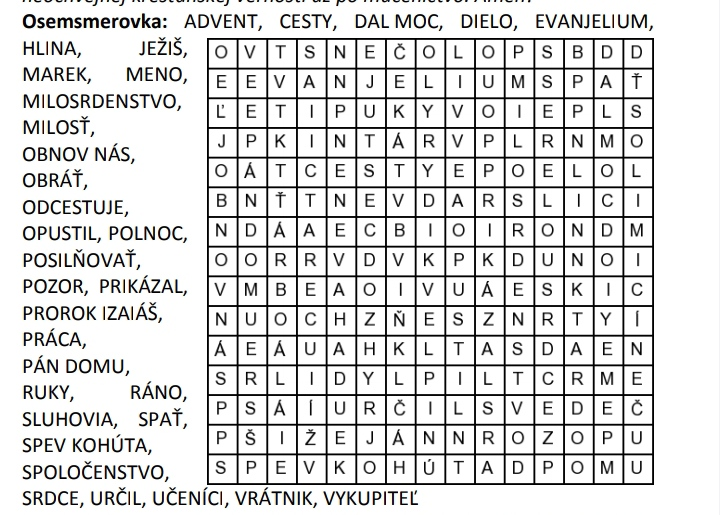 neochvejnej kresťanskej vernosti až po mučeníctvo. Amen.
Osemsmerovka: ADVENT, CESTY, DAL MOC, DIELO, EVANJELIUM,
HLINA, JEŽIŠ,
MAREK, MENO,
MILOSRDENSTVO,
MILOSŤ,
OBNOV NÁS,
OBRÁŤ,
ODCESTUJE,
OPUSTIL, POLNOC,
POSILŇOVAŤ,
POZOR, PRIKÁZAL,
PROROK IZAIÁŠ,
PRÁCA,
PÁN DOMU,
RUKY, RÁNO,
SLUHOVIA, SPAŤ,
SPEV KOHÚTA,
SPOLOČENSTVO,
SRDCE, URČIL, UČENÍCI, VRÁTNIK, VYKUPITEĽ
O V T S N E Č O L O P S B D D
E E V A N J E L I U M S P A Ť
Ľ E T I P U K Y V O I E P L S
J P K I N T Á R V P L R N M O
O Á T C E S T Y E P O E L O L
B N Ť T N E V D A R S L I C I
N D Á A E C B I O I R O N D M
O O R R V D V K P K D U N O I
V M B E A O I V U Á E S K I C
N U O C H Z Ň E S Z N R T Y Í
Á E Á U A H K L T A S D A E N
S R L I D Y L P I L T C R M E
P S Á Í U R Č I L S V E D E Č
P Š I Ž E J Á N N R O Z O P U
S P E V K O H Ú T A D P O M U